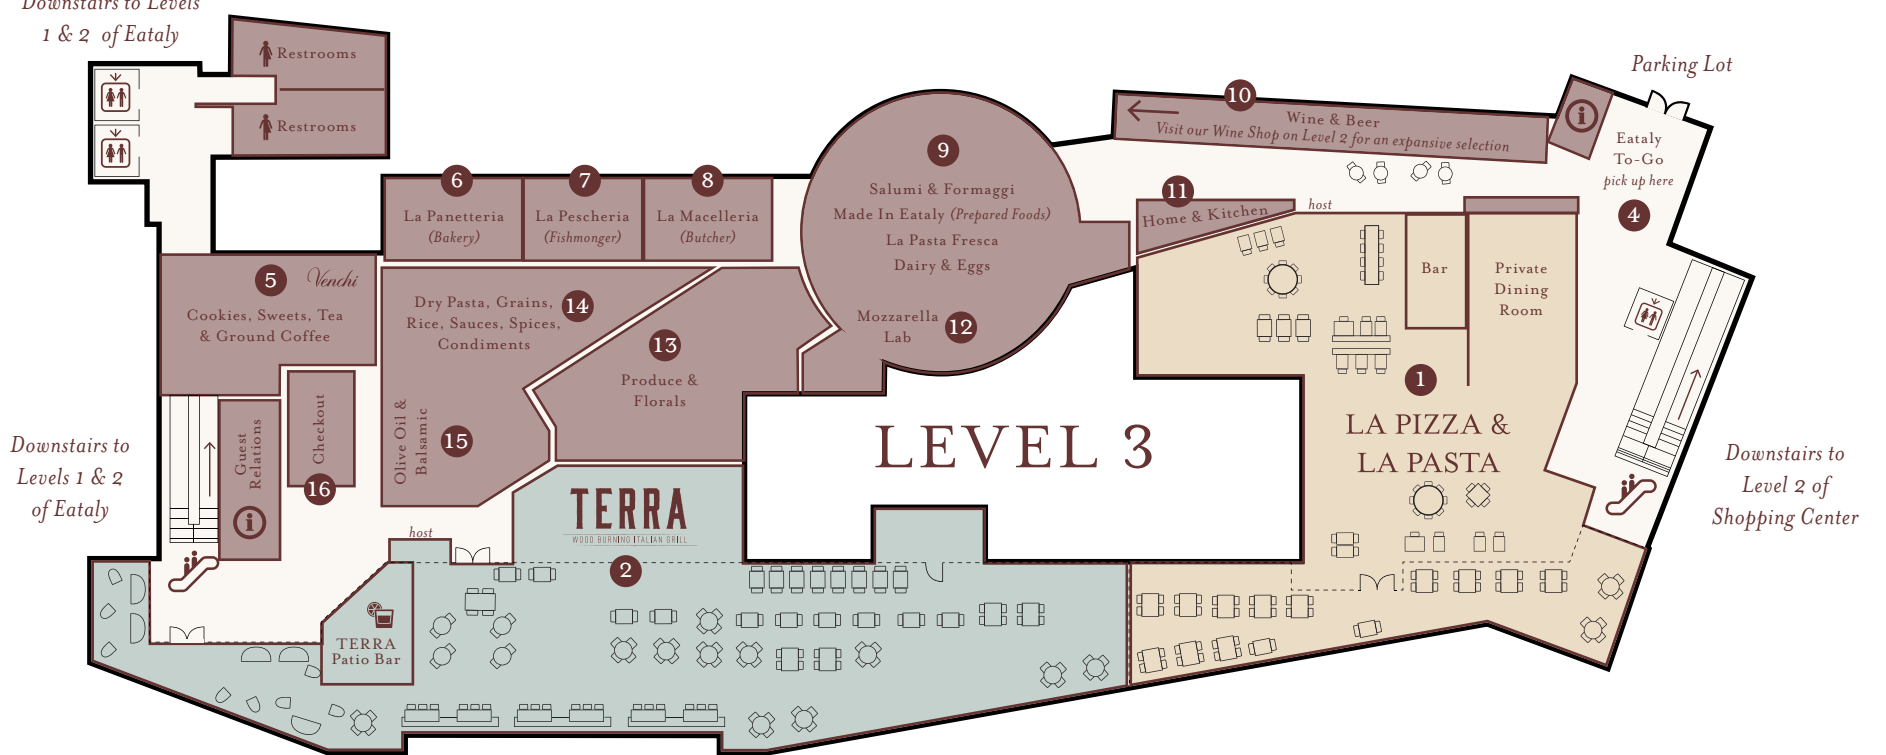 Downstairs to Levels
1 & 2 of Eataly
Restrooms
Restrooms
Parking Lot
10
Wine & Beer
Visit our Wine Shop on Level 2 for an expansive selection
Eataly
To-Go
pick up here
4
6
La Panetteria
(Bakery)
7
La Pescheria
(Fishmonger)
8
La Macelleria
(Butcher)
9
Salumi & Formaggi
Made In Eataly (Prepared Foods)
La Pasta Fresca
Dairy & Eggs
Mozzarella
Lab
12
11
Home & Kitchen
host
Bar
Private
Dining
Room
5
Venchi
Cookies, Sweets, Tea
& Ground Coffee
Dry Pasta, Grains,
Rice, Sauces, Spices,
Condiments
14
13
Produce &
Florals
1
LA PIZZA &
LA PASTA
LEVEL 3
Downstairs to
Levels 1 & 2
of Eataly
Guest
Relations
Checkout
16
Olive Oil &
Balsamic
15
Downstairs to
Level 2 of
Shopping Center
host
TERRA
WOOD BURNING ITALIAN GRILL
2
TERRA
Patio Bar